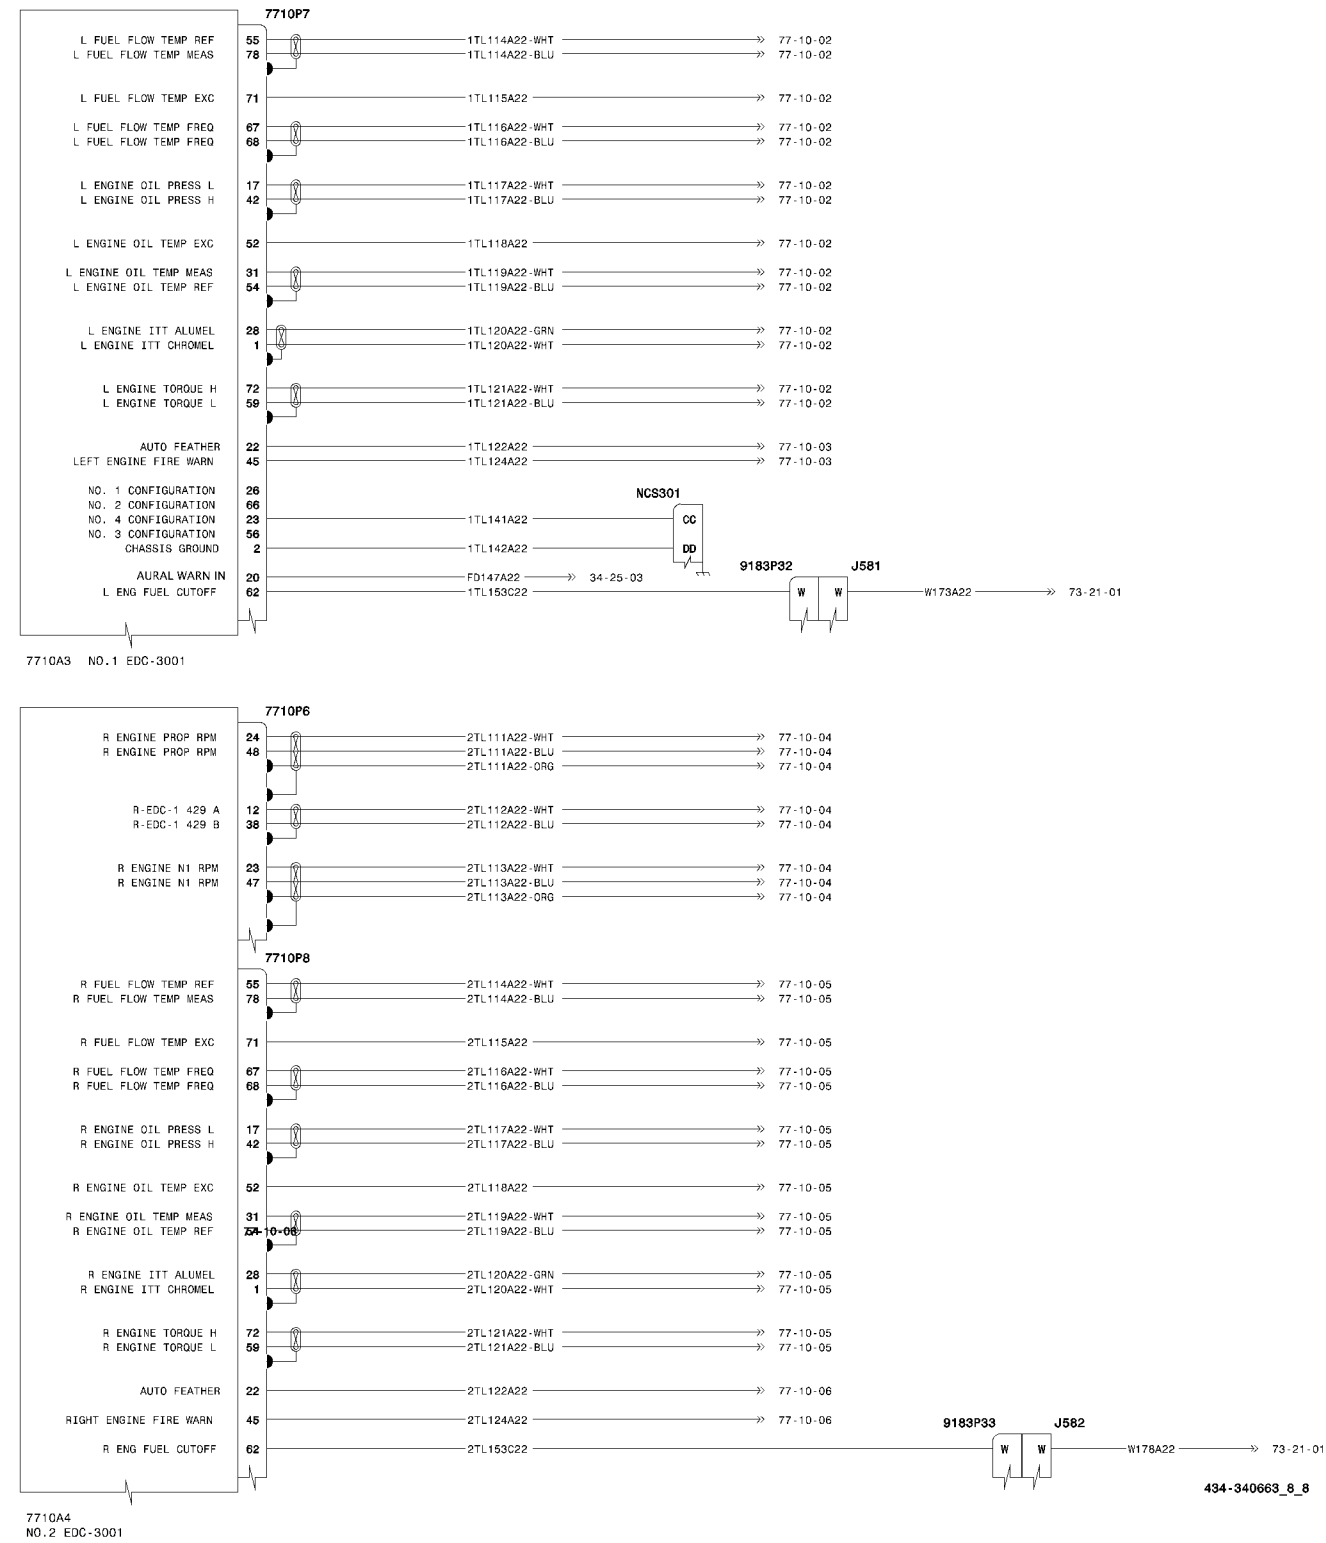 7710P7
L FUEL FLOW TEMP REF 55 1TL114A22-WHT 77-10-02
L FUEL FLOW TEMP MEAS 78 1TL114A22-BLU 77-10-02
L FUEL FLOW TEMP EXC 71 1TL115A22 77-10-02
L FUEL FLOW TEMP FREQ 67 1TL116A22-WHT 77-10-02
L FUEL FLOW TEMP FREQ 68 1TL116A22-BLU 77-10-02
L ENGINE OIL PRESS L 17 1TL117A22-WHT 77-10-02
L ENGINE OIL PRESS H 42 1TL117A22-BLU 77-10-02
L ENGINE OIL TEMP EXC 52 1TL118A22 77-10-02
L ENGINE OIL TEMP MEAS 31 1TL119A22-WHT 77-10-02
L ENGINE OIL TEMP REF 54 1TL119A22-BLU 77-10-02
L ENGINE ITT ALUMEL 28 1TL120A22-GRN 77-10-02
L ENGINE ITT CHROMEL 1 1TL120A22-WHT 77-10-02
L ENGINE TORQUE H 72 1TL121A22-WHT 77-10-02
L ENGINE TORQUE L 59 1TL121A22-BLU 77-10-02
AUTO FEATHER 22 1TL122A22 77-10-03
LEFT ENGINE FIRE WARN 45 1TL124A22 77-10-03
NO. 1 CONFIGURATION 26 NCS301
NO. 2 CONFIGURATION 66
NO. 4 CONFIGURATION 23 1TL141A22 CC
NO. 3 CONFIGURATION 56
CHASSIS GROUND 2 1TL142A22 DD
9183P32 J581
AURAL WARN IN 20 FD147A22 34-25-03
L ENG FUEL CUTOFF 62 1TL153C22 W W W173A22 73-21-01
7710A3 NO.1 EDC-3001
7710P6
R ENGINE PROP RPM 24 2TL111A22-WHT 77-10-04
R ENGINE PROP RPM 48 2TL111A22-BLU 77-10-04
2TL111A22-ORG 77-10-04
R-EDC-1 429 A 12 2TL112A22-WHT 77-10-04
R-EDC-1 429 B 38 2TL112A22-BLU 77-10-04
R ENGINE N1 RPM 23 2TL113A22-WHT 77-10-04
R ENGINE N1 RPM 47 2TL113A22-BLU 77-10-04
2TL113A22-ORG 77-10-04
7710P8
R FUEL FLOW TEMP REF 55 2TL114A22-WHT 77-10-05
R FUEL FLOW TEMP MEAS 78 2TL114A22-BLU 77-10-05
R FUEL FLOW TEMP EXC 71 2TL115A22 77-10-05
R FUEL FLOW TEMP FREQ 67 2TL116A22-WHT 77-10-05
R FUEL FLOW TEMP FREQ 68 2TL116A22-BLU 77-10-05
R ENGINE OIL PRESS L 17 2TL117A22-WHT 77-10-05
R ENGINE OIL PRESS H 42 2TL117A22-BLU 77-10-05
R ENGINE OIL TEMP EXC 52 2TL118A22 77-10-05
R ENGINE OIL TEMP MEAS 31 2TL119A22-WHT 77-10-05
R ENGINE OIL TEMP REF 2TL119A22-BLU 77-10-05
R ENGINE ITT ALUMEL 28 2TL120A22-GRN 77-10-05
R ENGINE ITT CHROMEL 1 2TL120A22-WHT 77-10-05
R ENGINE TORQUE H 72 2TL121A22-WHT 77-10-05
R ENGINE TORQUE L 59 2TL121A22-BLU 77-10-05
AUTO FEATHER 22 2TL122A22 77-10-06
RIGHT ENGINE FIRE WARN 45 2TL124A22 77-10-06
9183P33 J582
R ENG FUEL CUTOFF 62 2TL153C22 W W W178A22 73-21-01
434-340663_8_8
7710A4
NO.2 EDC-3001